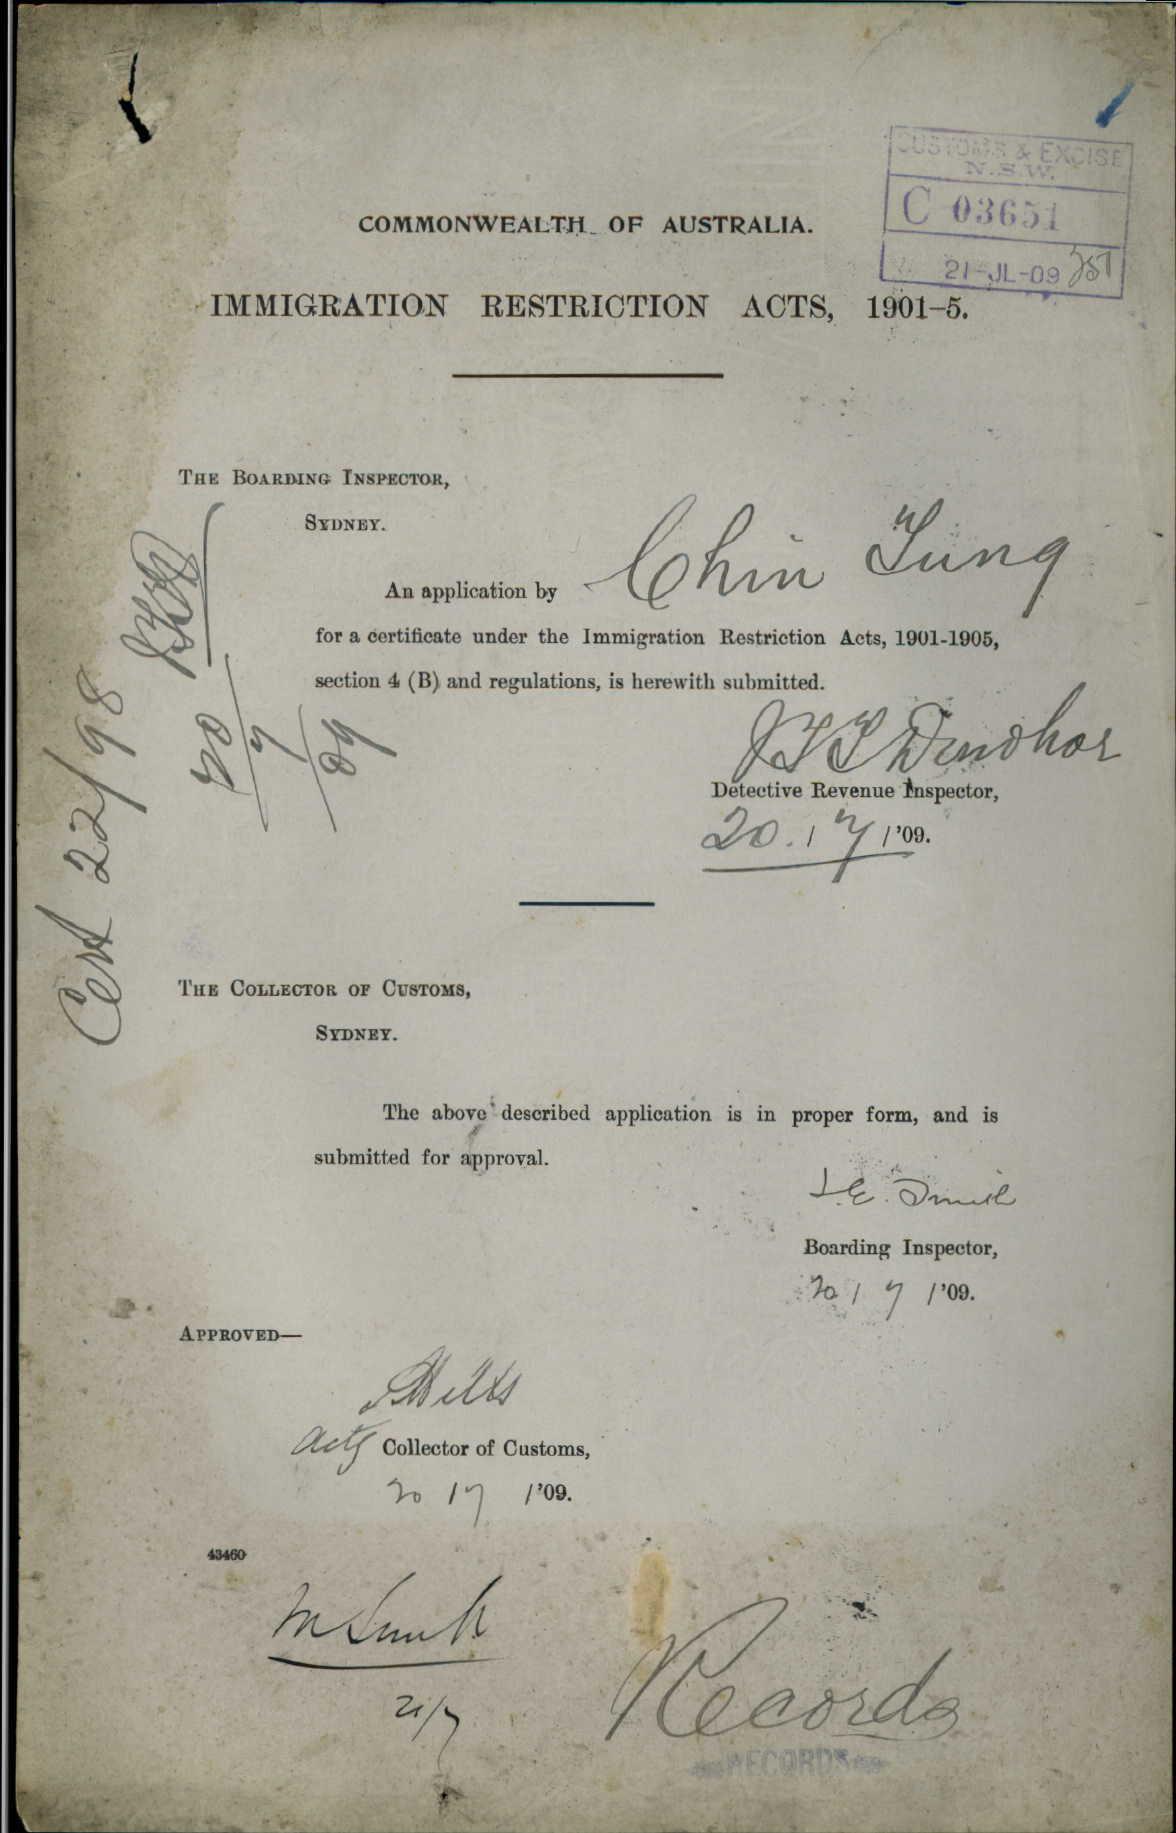 CUSTOMS & EXCISE
N.S.W.
C 03651
21-JL-09
COMMONWEALTH OF AUSTRALIA.
IMMIGRATION RESTRICTION ACTS, 1901-5.
THE BOARDING INSPECTOR,
SYDNEY.
An application by Chin Tung
for a certificate under the Immigration Restriction Acts, 1901-1905,
section 4 (B) and regulations, is herewith submitted.
Detective Revenue Inspector,
20. / 7 / '09.
20/7/09
Cert 22/98
THE COLLECTOR OF CUSTOMS,
SYDNEY.
The above described application is in proper form, and is
submitted for approval.
Smith
Boarding Inspector,
20 / 7 / '09.
APPROVED—
Actg Collector of Customs,
20 / 7 / '09.
43460
21/7
Records
RECORDS